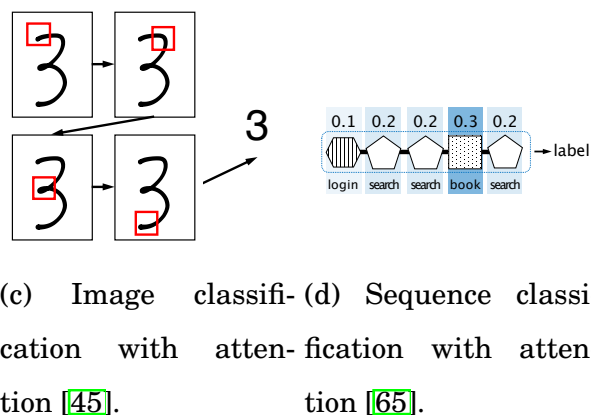 3
0.1 0.2 0.2 0.3 0.2
label
login search search book search
(c) Image classifi-
cation with atten-
tion [45].
(d) Sequence classi
fication with atten
tion [65].